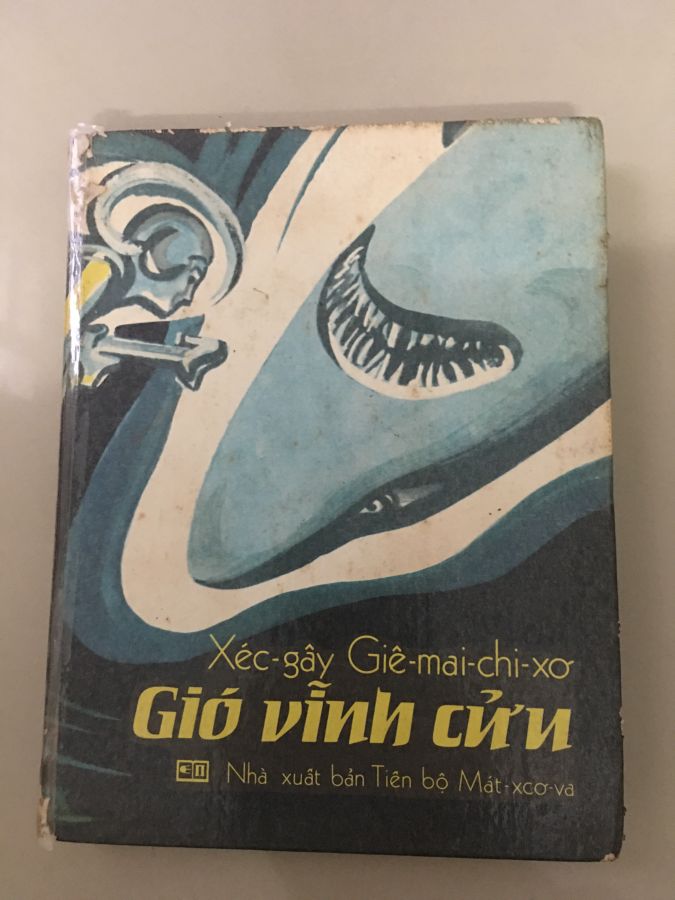 Xéc-gây Giê-mai-chi-xơ
Gió vĩnh cửu
Nhà xuất bản Tiến bộ Mát-xcơ-va